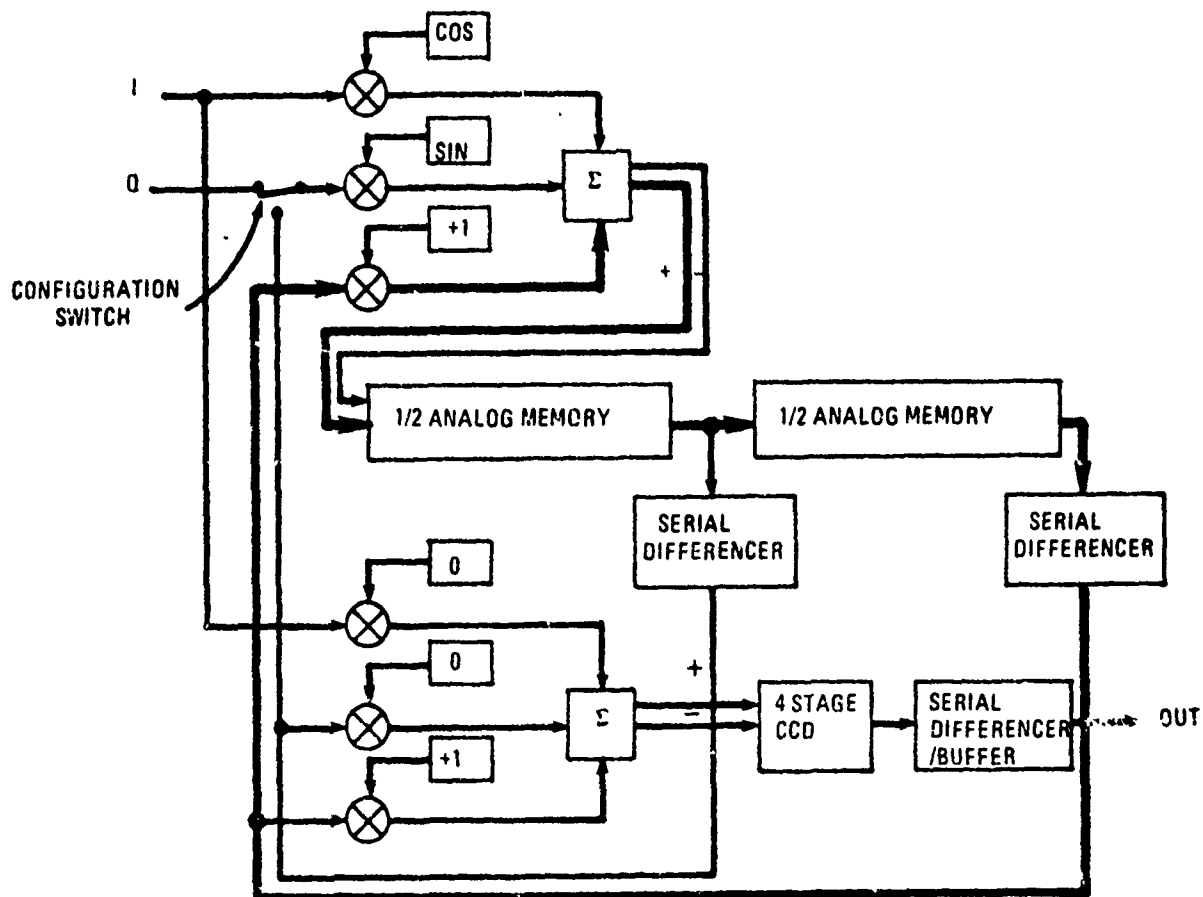 COS
I
SIN
Q
Σ
+1
+ -
CONFIGURATION
SWITCH
1/2 ANALOG MEMORY
1/2 ANALOG MEMORY
SERIAL
DIFFERENCER
SERIAL
DIFFERENCER
0
0
+
-
Σ
4 STAGE
CCD
SERIAL
DIFFERENCER
/BUFFER
OUT
+1